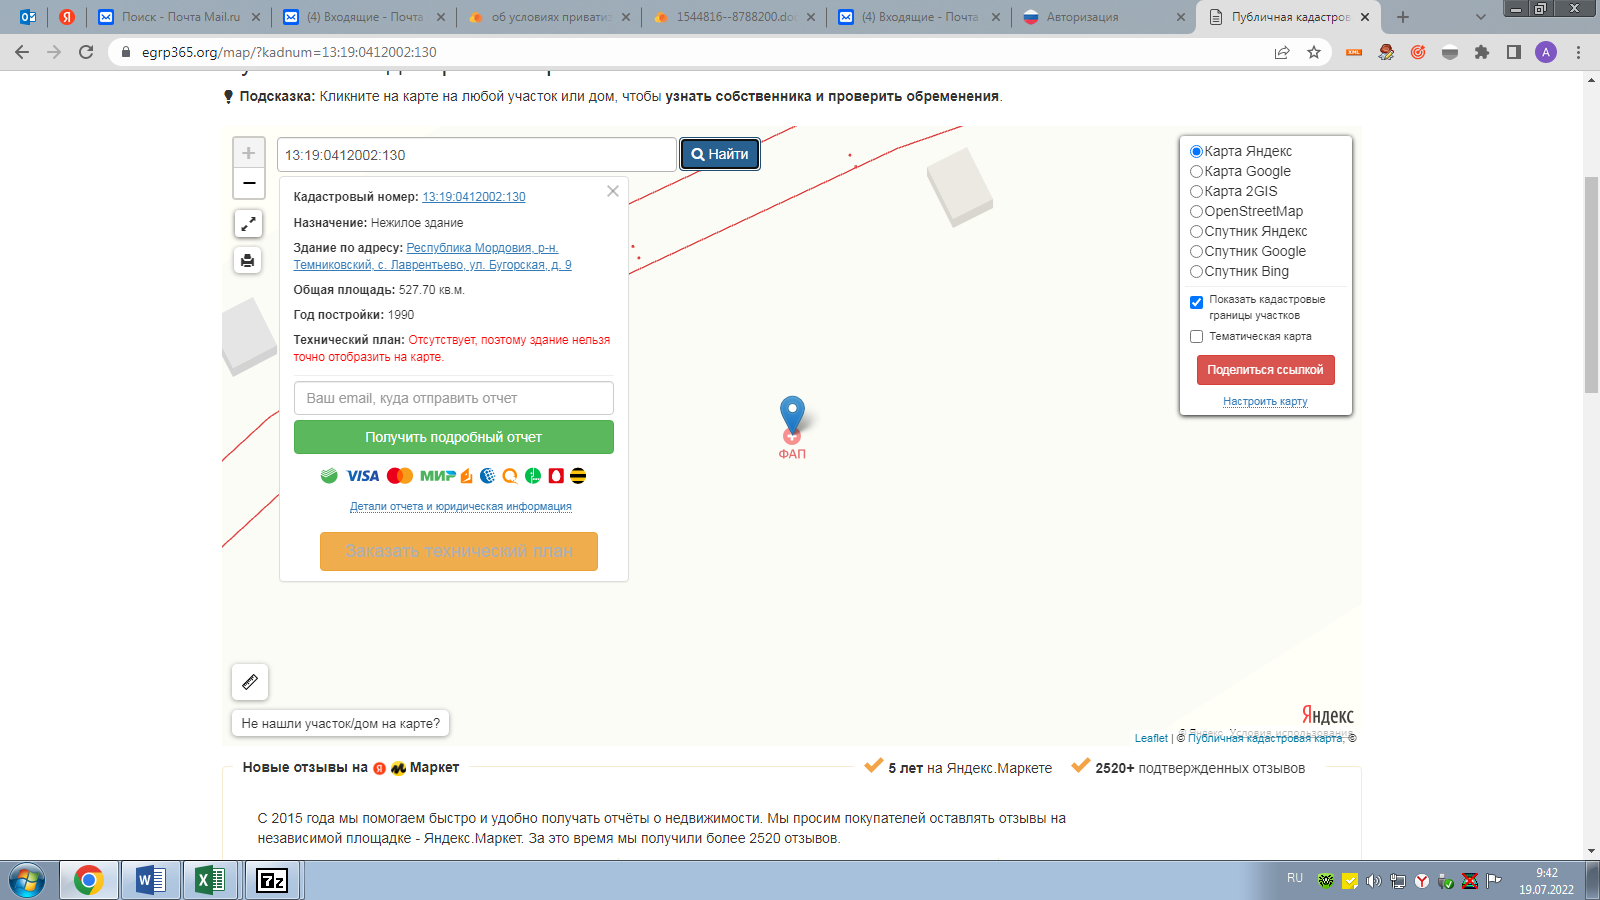 Поиск - Почта Mail.ru
(4) Входящие - Почта
об условиях привати
1544816--8788200.do
(4) Входящие - Почта
Авторизация
Публичная кадастров
egrp365.org/map/?kadnum=13:19:0412002:130
A
Подсказка: Кликните на карте на любой участок или дом, чтобы узнать собственника и проверить обременения.
13:19:0412002:130
Найти
Кадастровый номер: 13:19:0412002:130
Назначение: Нежилое здание
Здание по адресу: Республика Мордовия, р-н.
Темниковский, с. Лаврентьево, ул. Бугорская, д. 9
Общая площадь: 527.70 кв.м.
Год постройки: 1990
Технический план: Отсутствует, поэтому здание нельзя
точно отобразить на карте.
Ваш email, куда отправить отчет
Получить подробный отчет
VISA
МИР
Детали отчета и юридическая информация
Заказать технический план
ФАП
Карта Яндекс
Карта Google
Карта 2GIS
OpenStreetMap
Спутник Яндекс
Спутник Google
Спутник Bing
Показать кадастровые
границы участков
Тематическая карта
Поделиться ссылкой
Настроить карту
Не нашли участок/дом на карте?
Яндекс
© Яндекс Условия использования
Leaflet | © Публичная кадастровая карта, ©
Новые отзывы на Я Маркет
5 лет на Яндекс.Маркете
2520+ подтвержденных отзывов
С 2015 года мы помогаем быстро и удобно получать отчёты о недвижимости. Мы просим покупателей оставлять отзывы на
независимой площадке - Яндекс.Маркет. За это время мы получили более 2520 отзывов.
7z
RU
9:42
19.07.2022